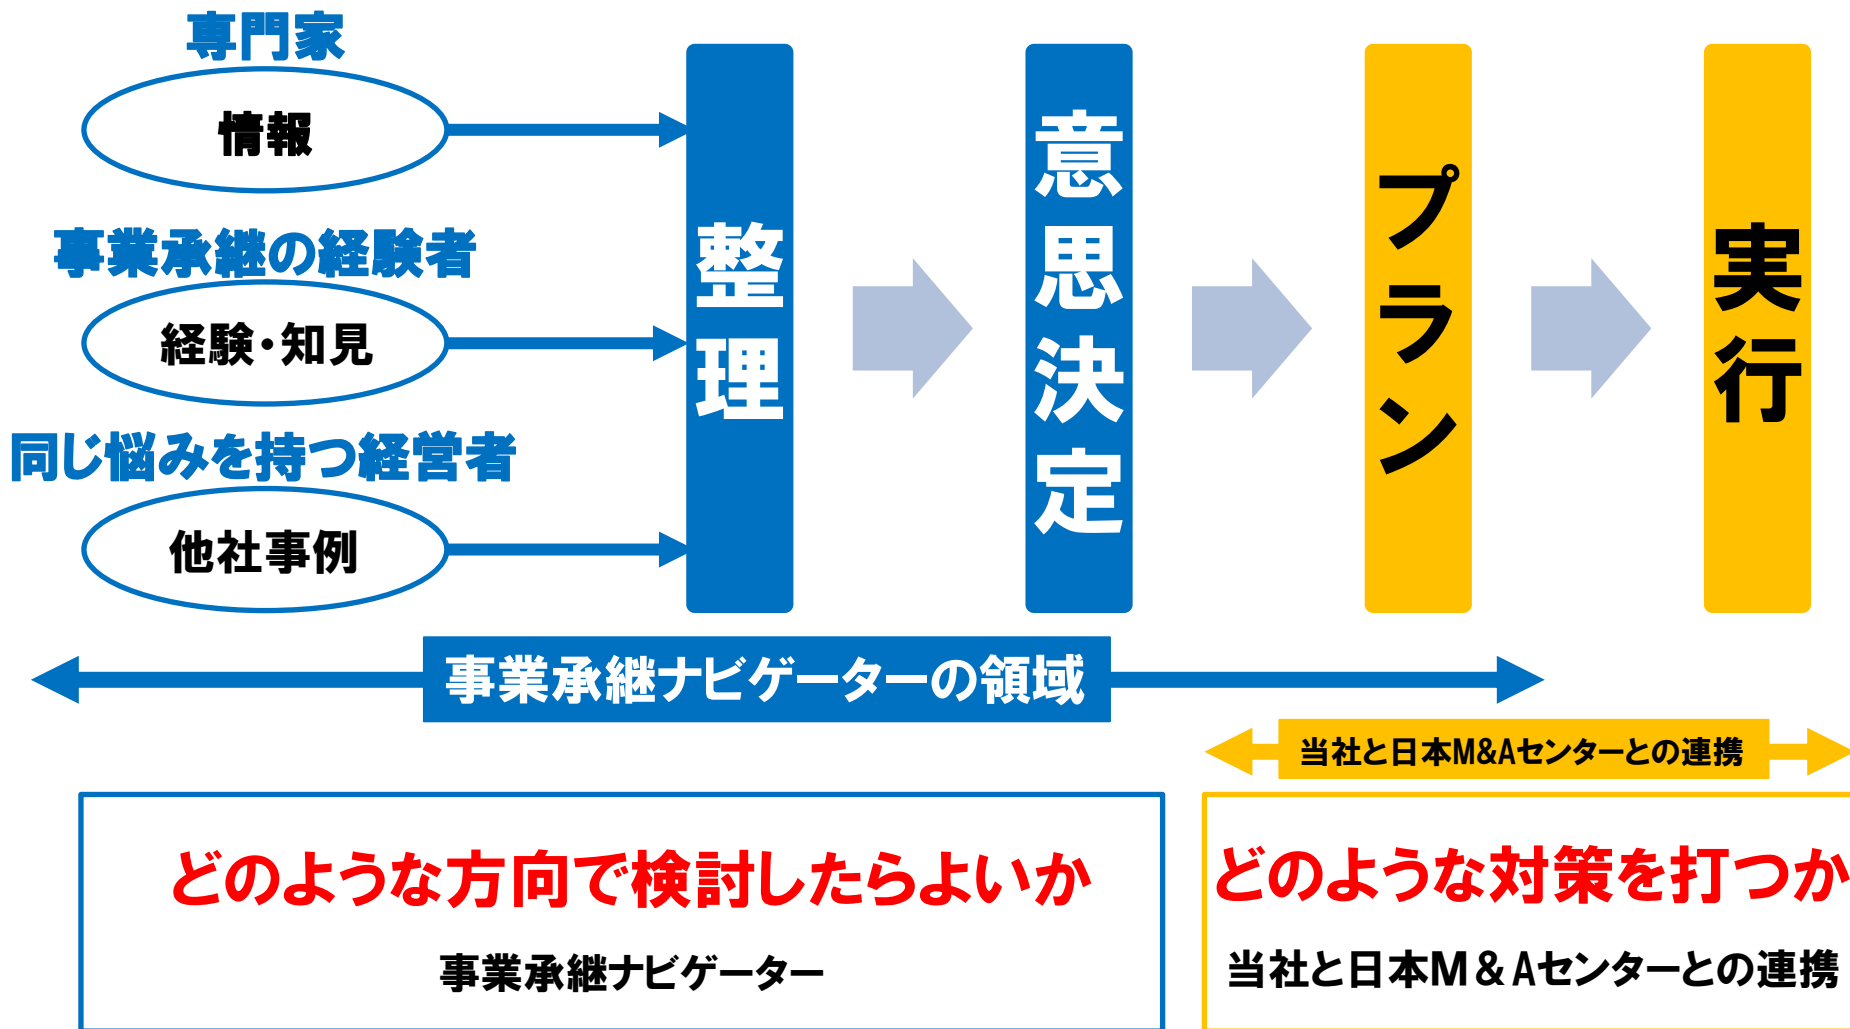 専門家
情報
事業承継の経験者
経験・知見
同じ悩みを持つ経営者
他社事例
整理
意思決定
プラン
実行
事業承継ナビゲーターの領域
当社と日本M&Aセンターとの連携
どのような方向で検討したらよいか
事業承継ナビゲーター
どのような対策を打つか
当社と日本M&Aセンターとの連携